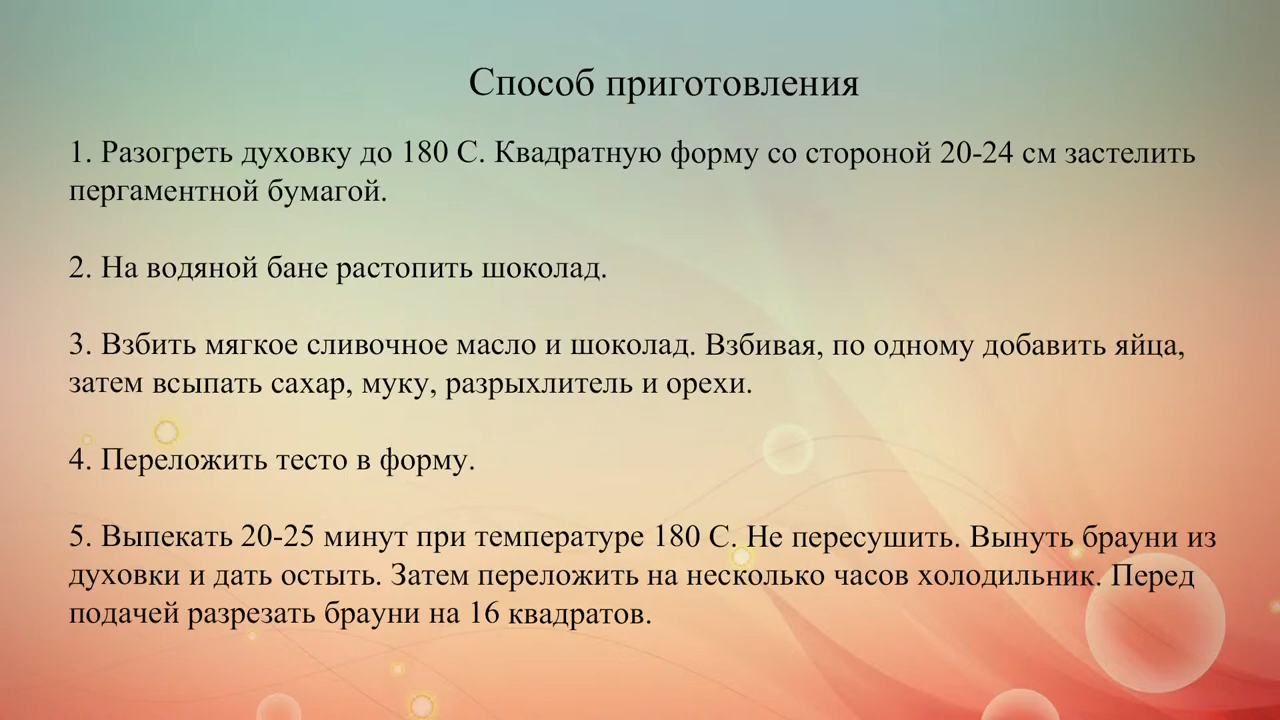 Способ приготовления
1. Разогреть духовку до 180 С. Квадратную форму со стороной 20-24 см застелить
пергаментной бумагой.
2. На водяной бане растопить шоколад.
3. Взбить мягкое сливочное масло и шоколад. Взбивая, по одному добавить яйца,
затем всыпать сахар, муку, разрыхлитель и орехи.
4. Переложить тесто в форму.
5. Выпекать 20-25 минут при температуре 180 С. Не пересушить. Вынуть брауни из
духовки и дать остыть. Затем переложить на несколько часов холодильник. Перед
подачей разрезать брауни на 16 квадратов.